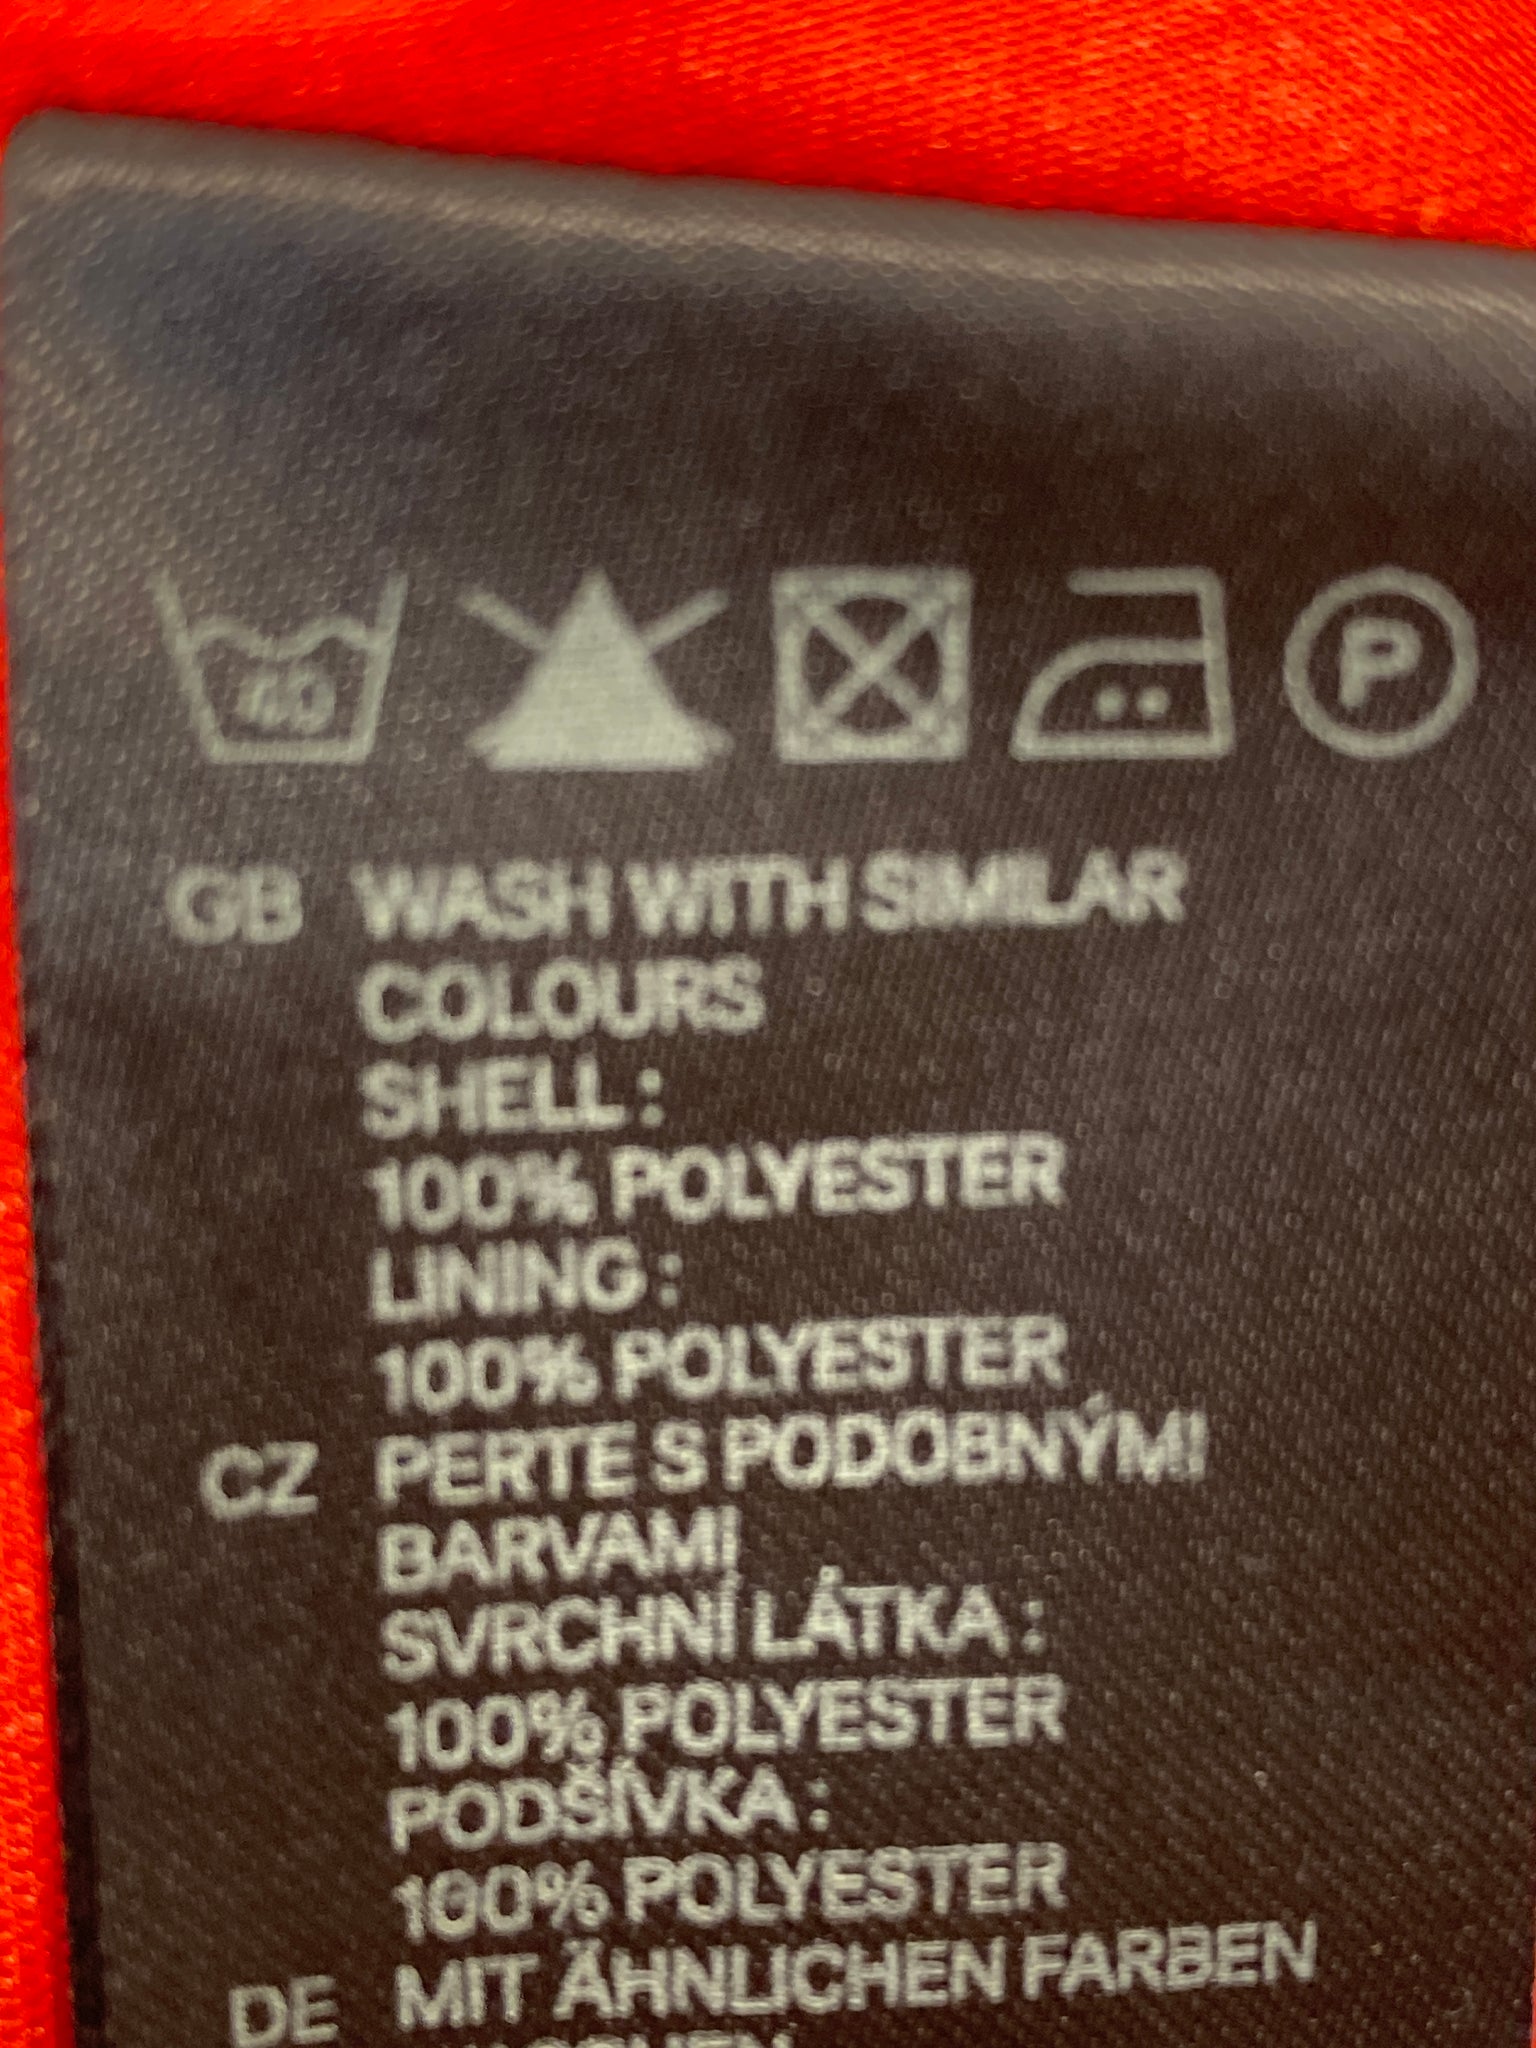 40
P
GB WASH WITH SIMILAR
COLOURS
SHELL :
100% POLYESTER
LINING :
100% POLYESTER
CZ PERTE S PODOBNÝMI
BARVAMI
SVRCHNÍ LÁTKA :
100% POLYESTER
PODŠÍVKA :
100% POLYESTER
DE MIT ÄHNLICHEN FARBEN